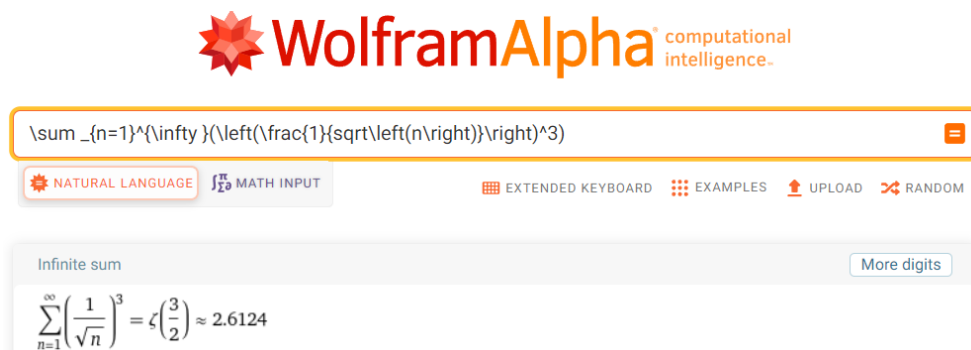 WolframAlpha computational intelligence™
\sum _{n=1}^{\infty }(\left(\frac{1}{sqrt\left(n\right)}\right)^3) =
NATURAL LANGUAGE ∫Σ∂π MATH INPUT EXTENDED KEYBOARD EXAMPLES UPLOAD RANDOM
Infinite sum More digits
∑_{n=1}^{∞} (1/√n)^3 = ζ(3/2) ≈ 2.6124